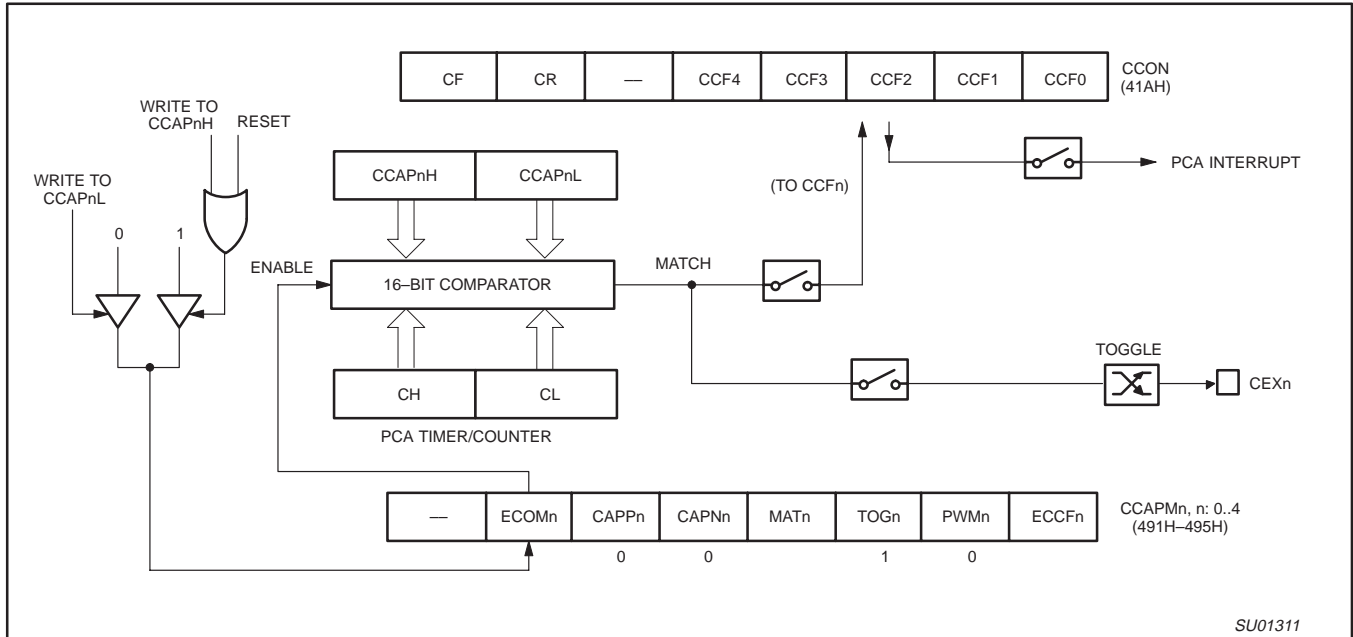 CF CR — CCF4 CCF3 CCF2 CCF1 CCF0
CCON
(41AH)
WRITE TO
CCAPnH
RESET
WRITE TO
CCAPnL
0 1
CCAPnH CCAPnL
(TO CCFn)
PCA INTERRUPT
ENABLE
16–BIT COMPARATOR
MATCH
TOGGLE
CEXn
CH CL
PCA TIMER/COUNTER
— ECOMn CAPPn CAPNn MATn TOGn PWMn ECCFn
CCAPMn, n: 0..4
(491H–495H)
0 0 1 0
SU01311